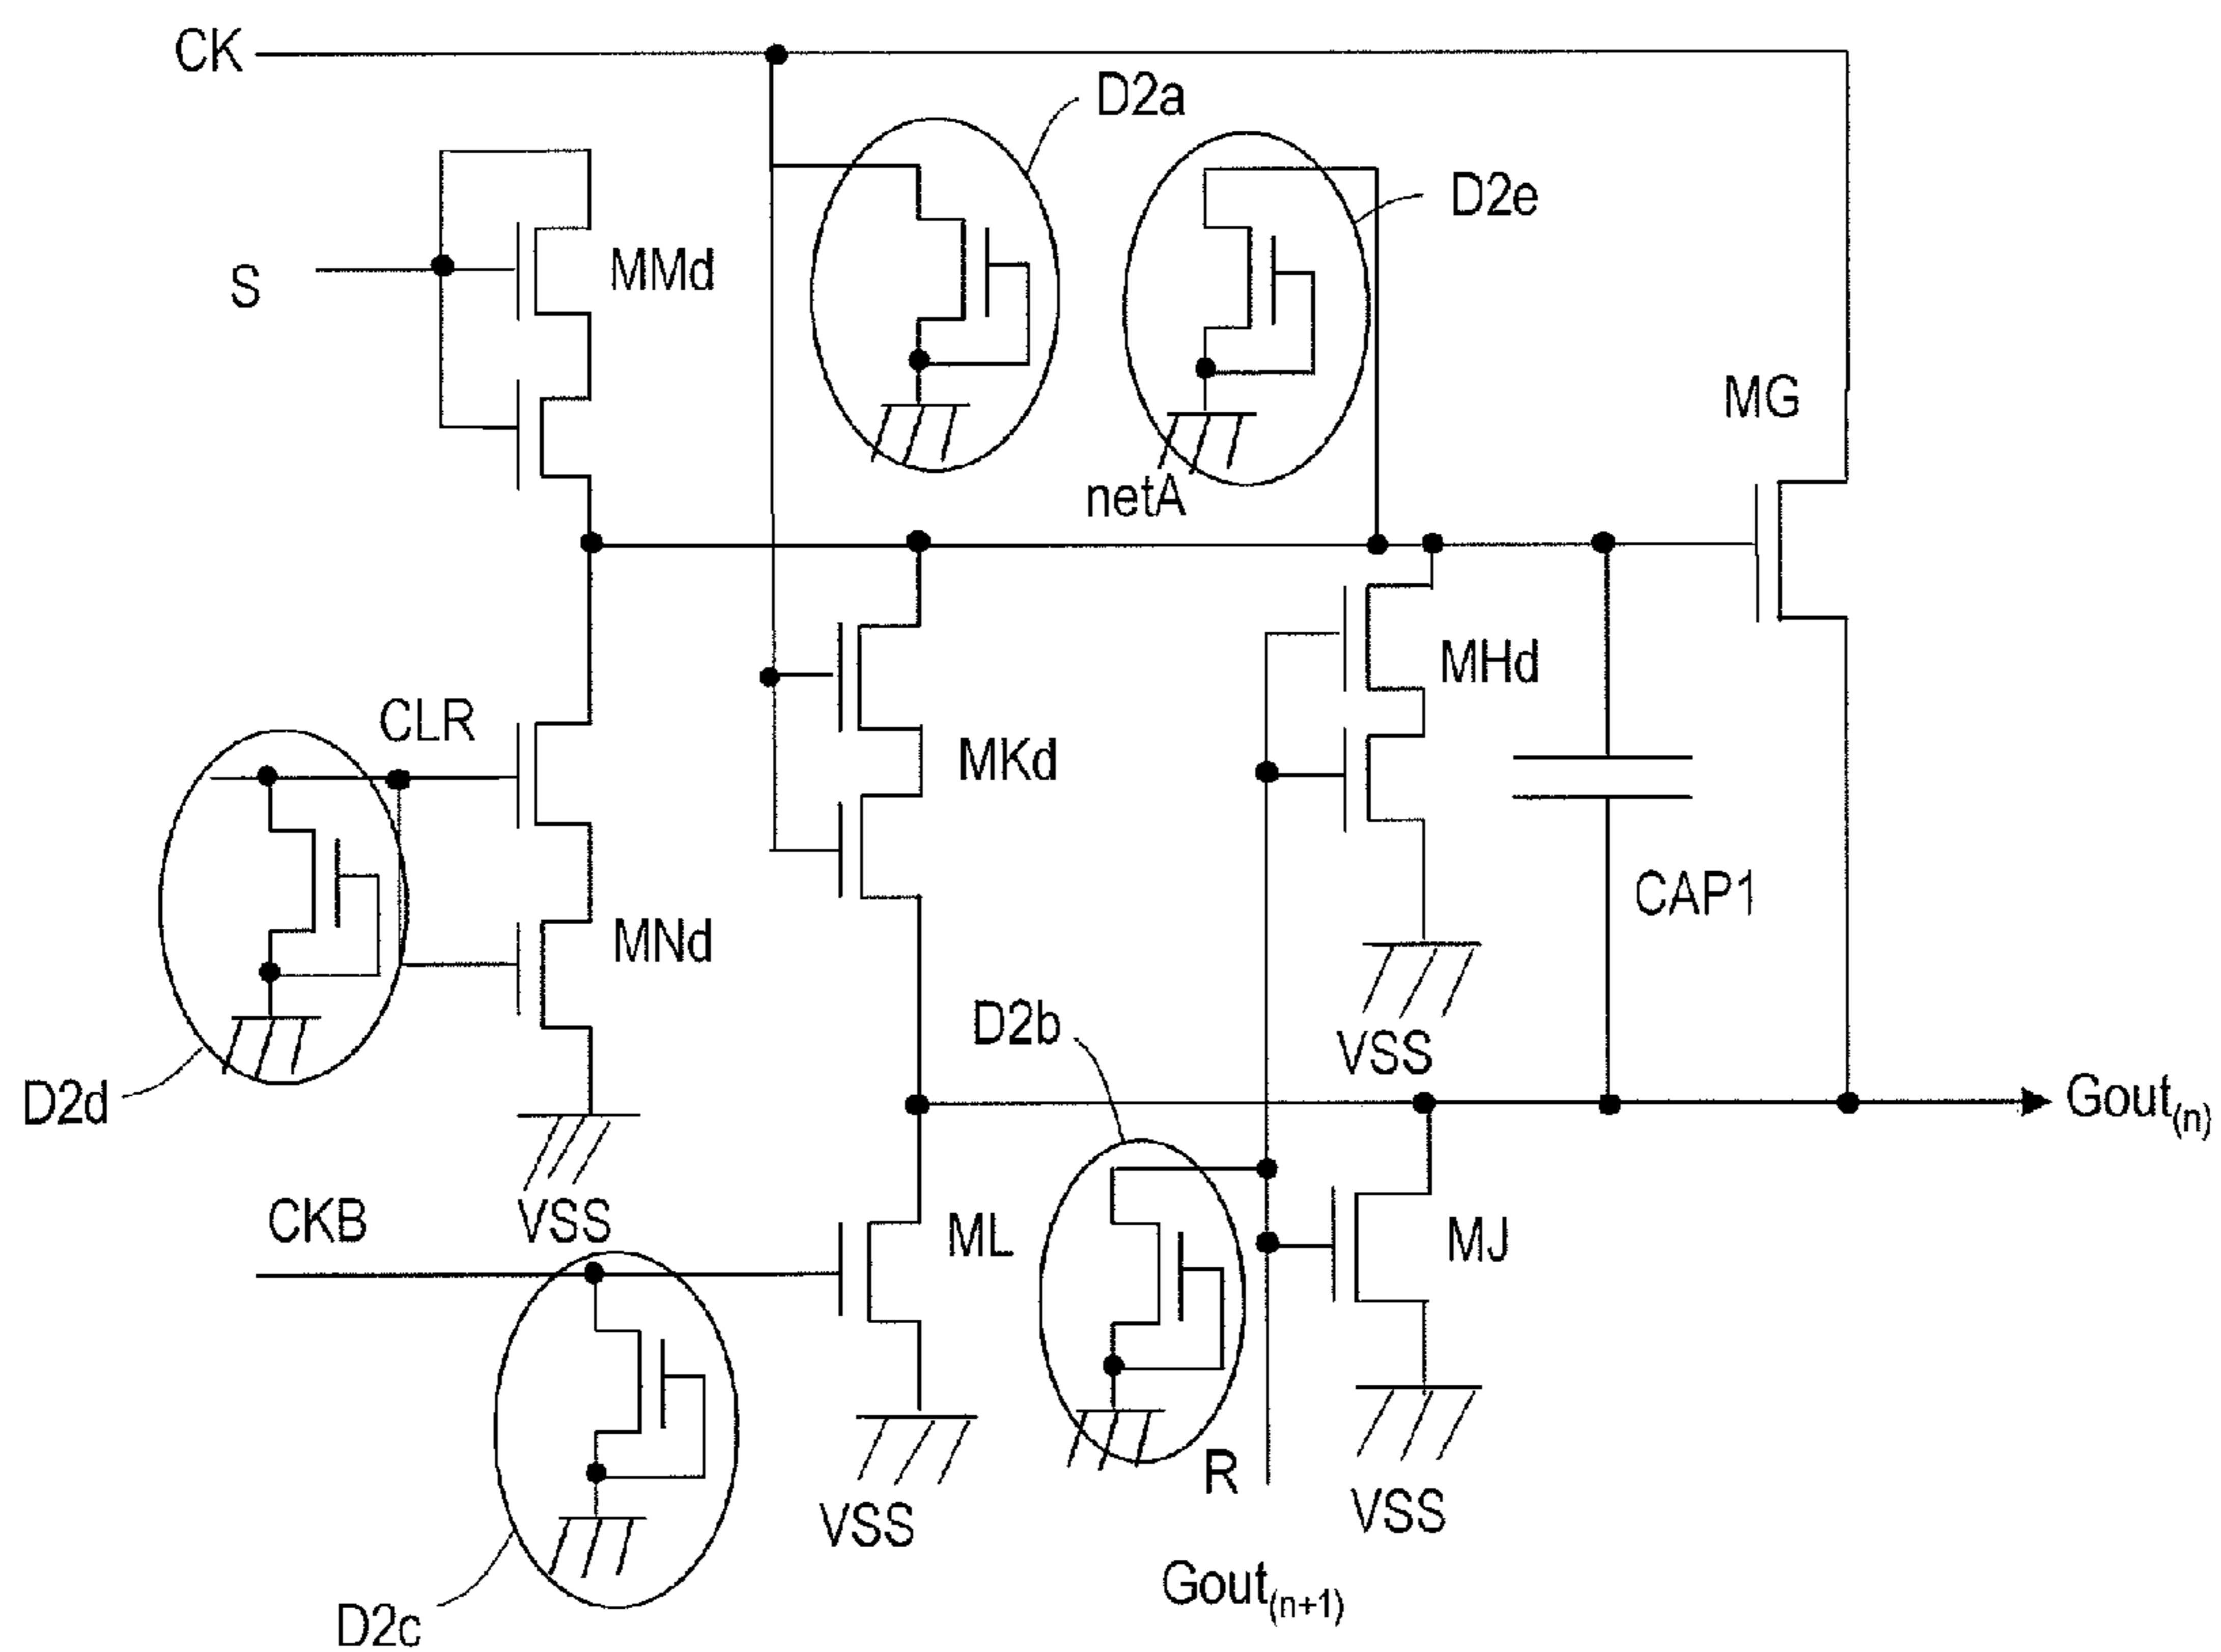 CK
D2a
D2e
S
MMd
MG
netA
MHd
CLR
MKd
CAP1
MNd
D2b
VSS
D2d
Gout(n)
CKB
VSS
ML
MJ
R
VSS
VSS
Gout(n+1)
D2c